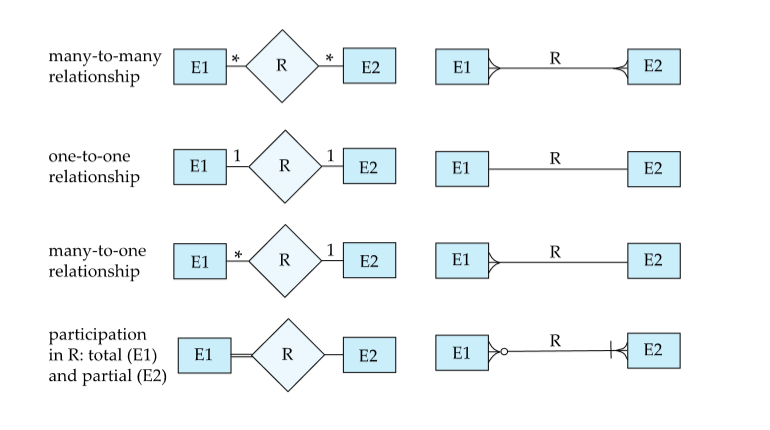 many-to-many
relationship
E1 * R * E2
E1 R E2
one-to-one
relationship
E1 1 R 1 E2
E1 R E2
many-to-one
relationship
E1 * R 1 E2
E1 R E2
participation
in R: total (E1)
and partial (E2)
E1 R E2
E1 R E2